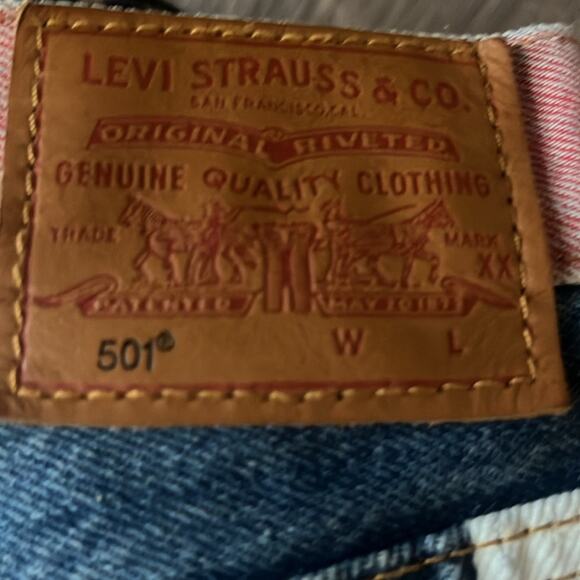 LEVI STRAUSS & CO.
SAN FRANCISCO, CAL.
ORIGINAL RIVETED
GENUINE QUALITY CLOTHING
TRADE MARK
XX
PATENTED MAY 20 1873
501® W L